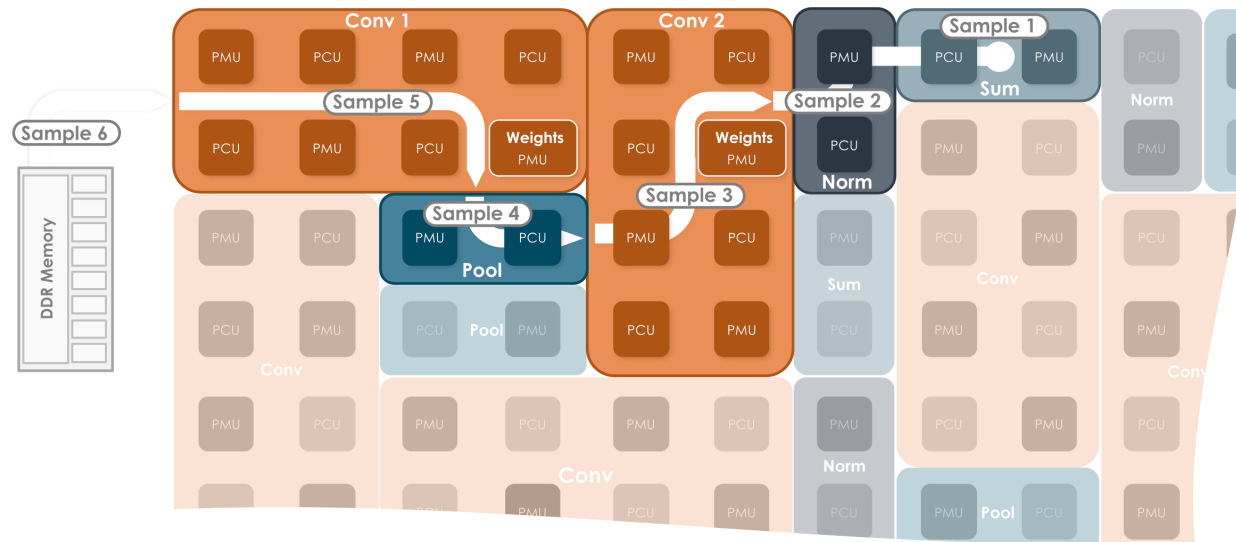 Conv 1
Conv 2
Sample 1
PMU PCU PMU PCU PMU PCU PMU PCU PMU PCU
Sum
Norm
Sample 5
Sample 2
Sample 6
PCU PMU PCU Weights PMU PCU Weights PMU PCU PMU PCU PMU
Norm
Sample 3
Sample 4
PMU PCU PMU PCU PMU PCU PMU PCU PMU PCU
Pool
DDR Memory
Sum
Conv
PCU PMU PCU Pool PMU PCU PMU PCU PCU PMU PMU
Conv
Conv
PMU PCU PMU PCU PMU PCU PMU PCU PMU PCU
Norm
Conv
PCU PMU PCU PMU PCU PMU PCU PMU Pool PCU PMU